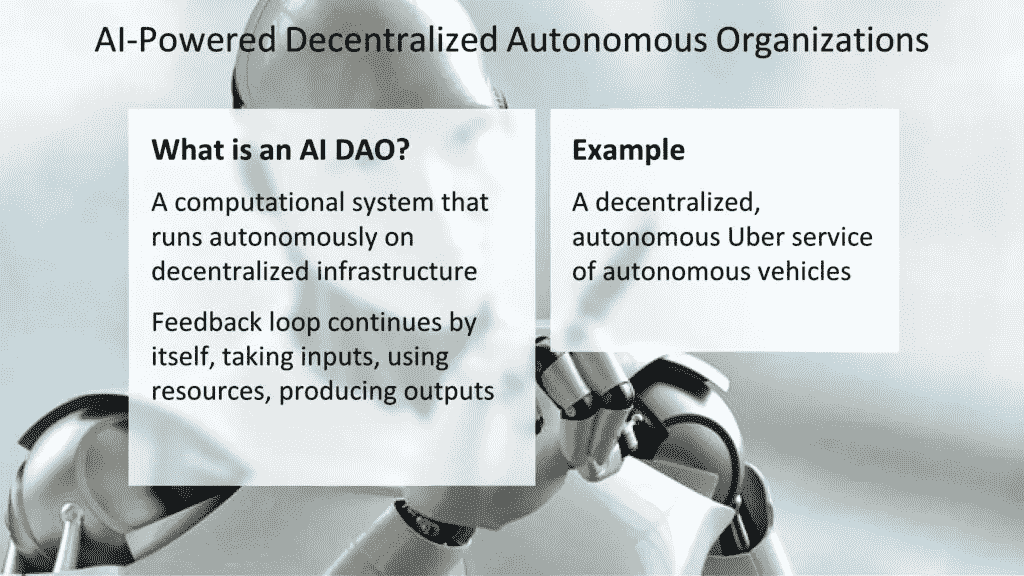 AI-Powered Decentralized Autonomous Organizations
What is an AI DAO?
A computational system that
runs autonomously on
decentralized infrastructure
Feedback loop continues by
itself, taking inputs, using
resources, producing outputs
Example
A decentralized,
autonomous Uber service
of autonomous vehicles